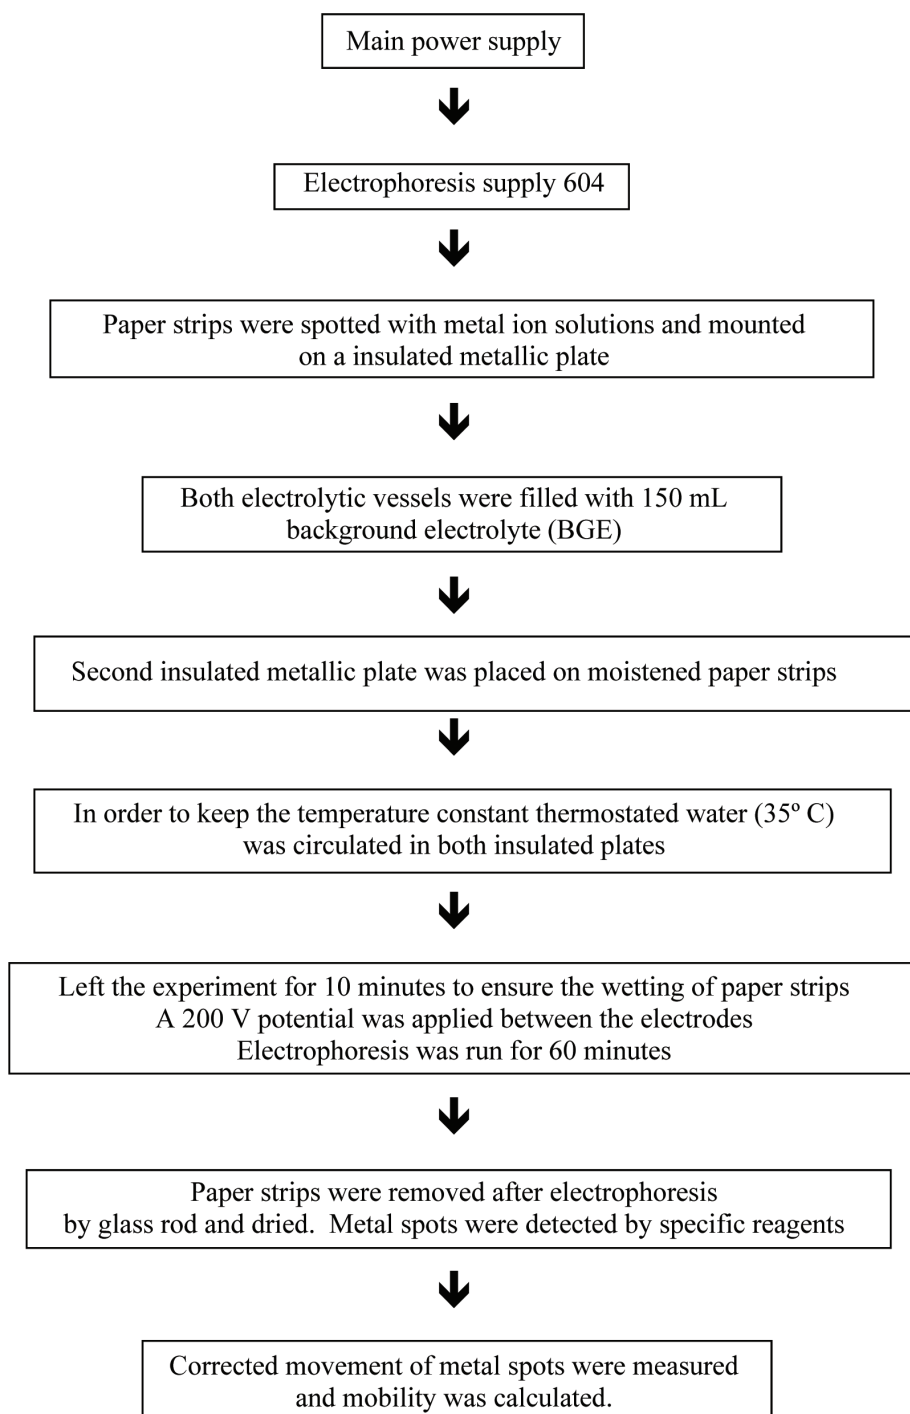 Main power supply
Electrophoresis supply 604
Paper strips were spotted with metal ion solutions and mounted
on a insulated metallic plate
Both electrolytic vessels were filled with 150 mL
background electrolyte (BGE)
Second insulated metallic plate was placed on moistened paper strips
In order to keep the temperature constant thermostated water (35º C)
was circulated in both insulated plates
Left the experiment for 10 minutes to ensure the wetting of paper strips
A 200 V potential was applied between the electrodes
Electrophoresis was run for 60 minutes
Paper strips were removed after electrophoresis
by glass rod and dried.  Metal spots were detected by specific reagents
Corrected movement of metal spots were measured
and mobility was calculated.